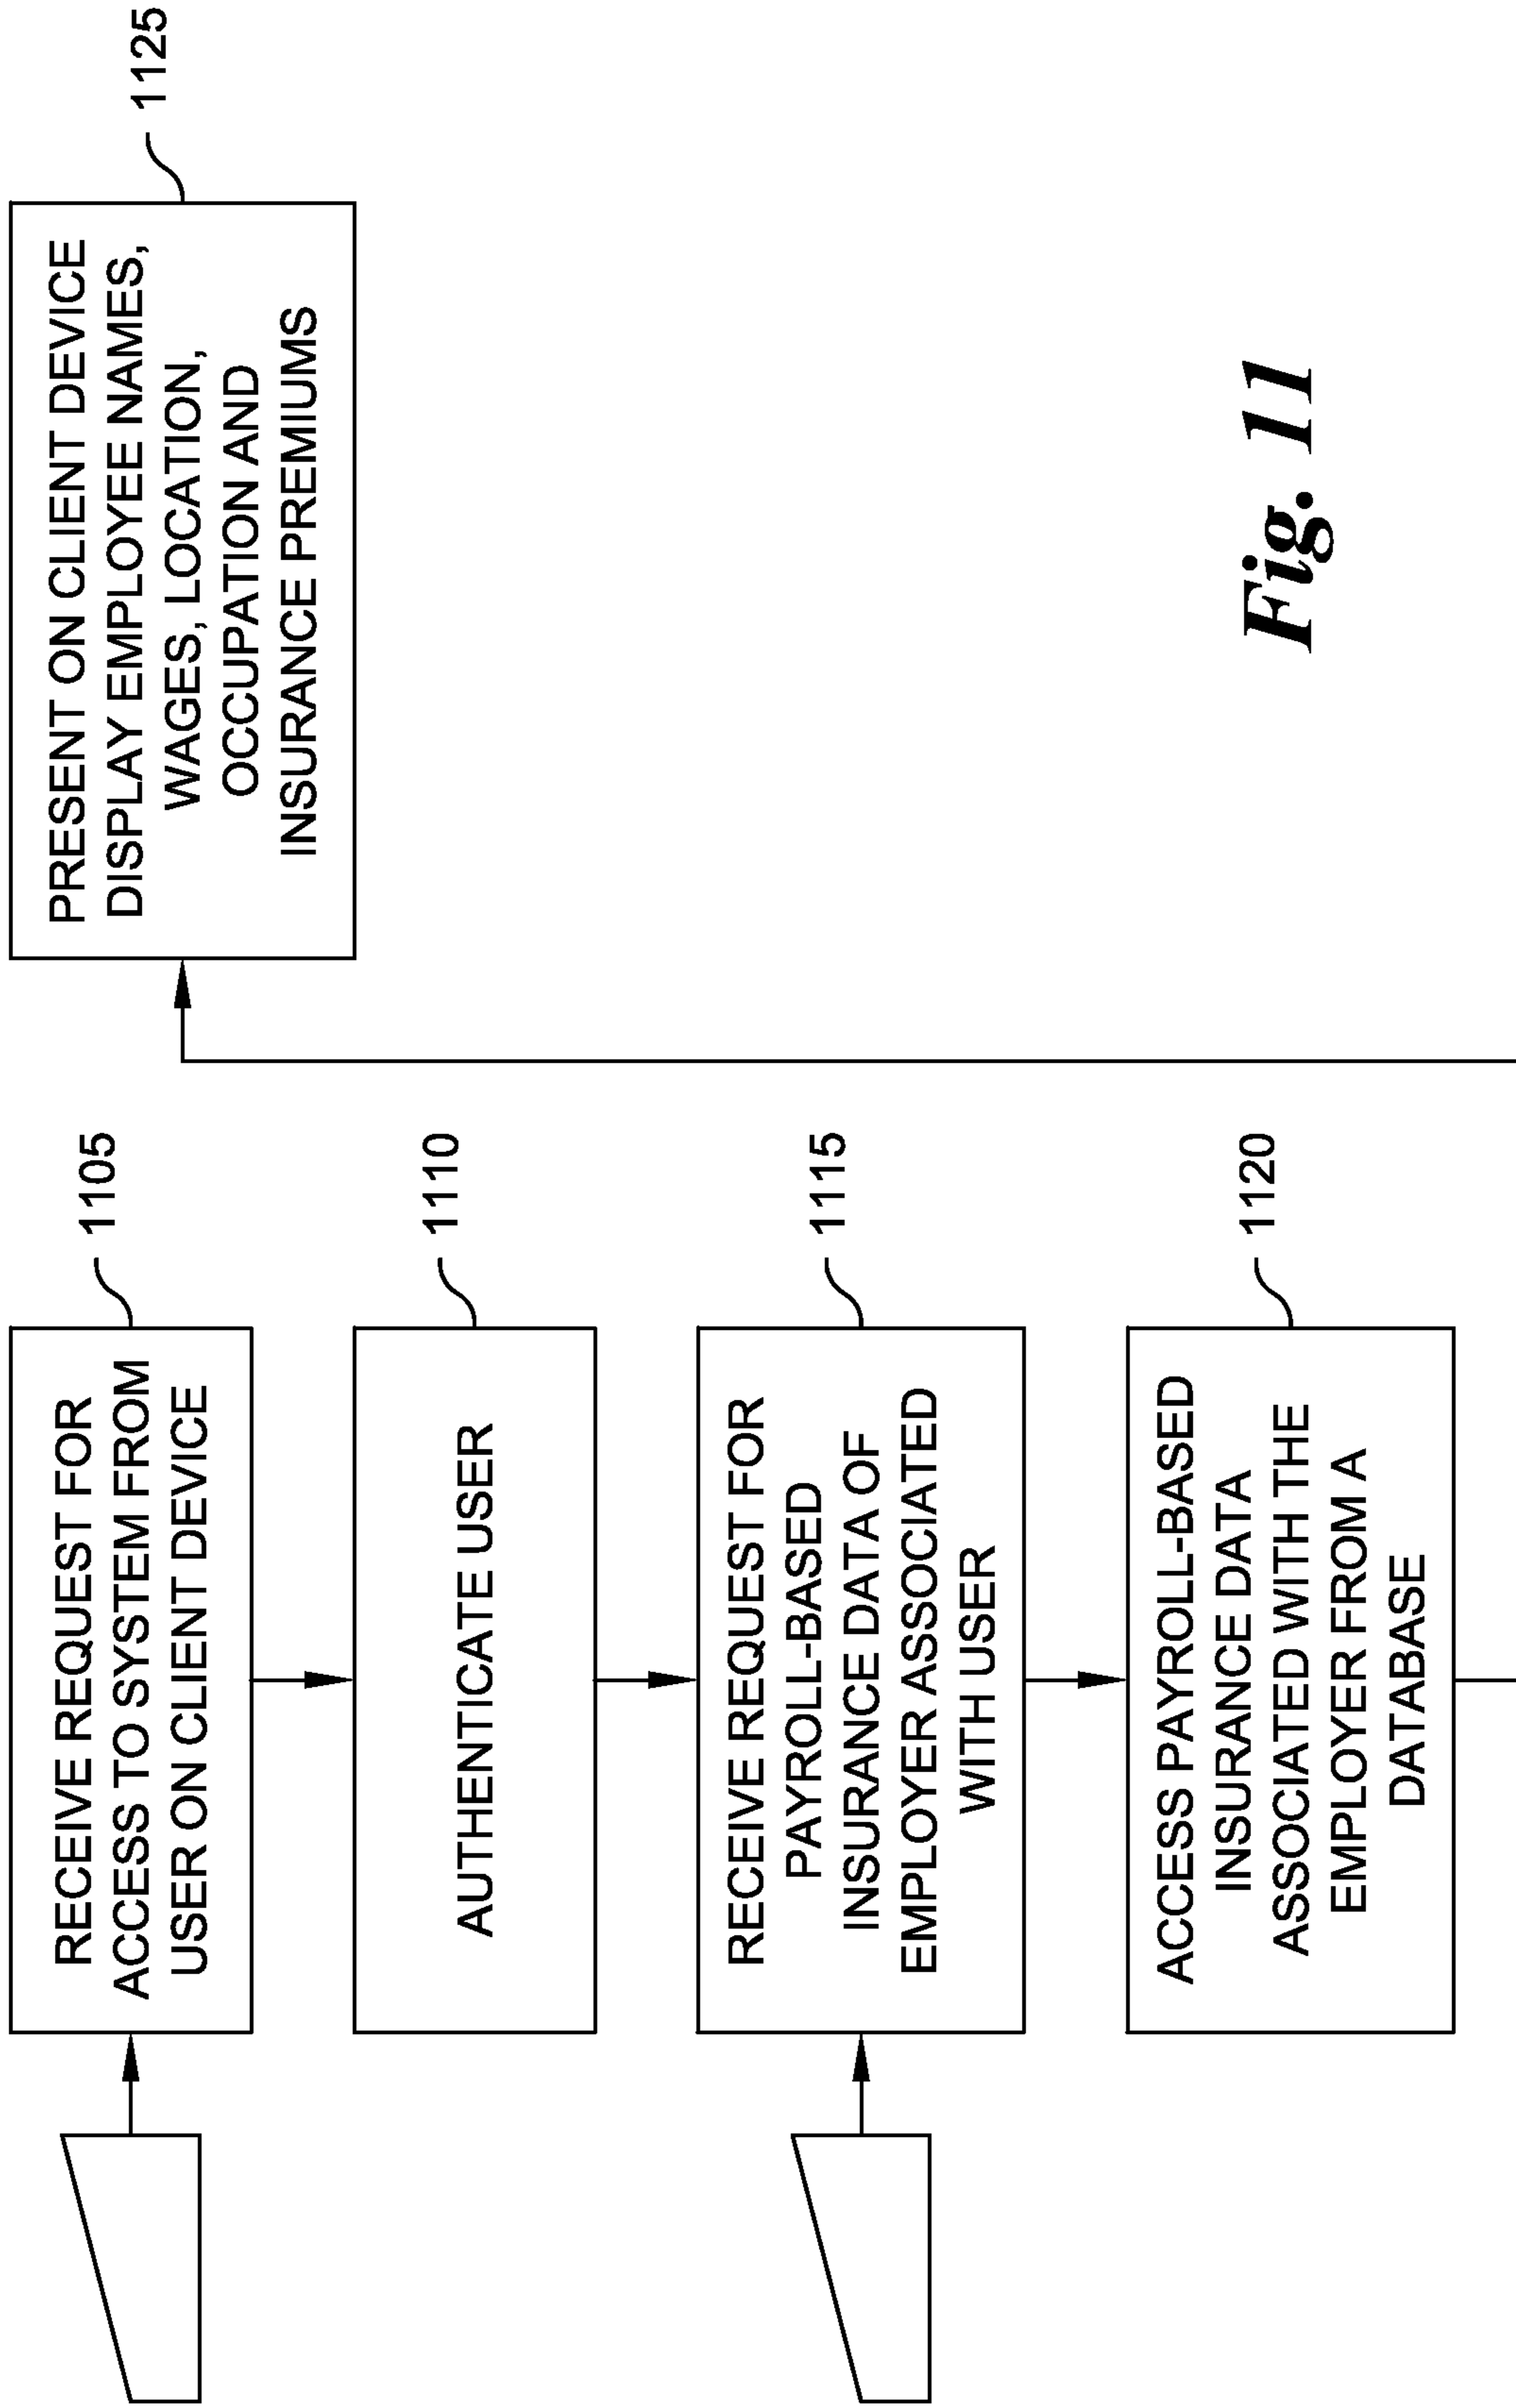 RECEIVE REQUEST FOR
ACCESS TO SYSTEM FROM
USER ON CLIENT DEVICE
1105
AUTHENTICATE USER
1110
RECEIVE REQUEST FOR
PAYROLL-BASED
INSURANCE DATA OF
EMPLOYER ASSOCIATED
WITH USER
1115
ACCESS PAYROLL-BASED
INSURANCE DATA
ASSOCIATED WITH THE
EMPLOYER FROM A
DATABASE
1120
PRESENT ON CLIENT DEVICE
DISPLAY EMPLOYEE NAMES,
WAGES, LOCATION,
OCCUPATION AND
INSURANCE PREMIUMS
1125
Fig. 11